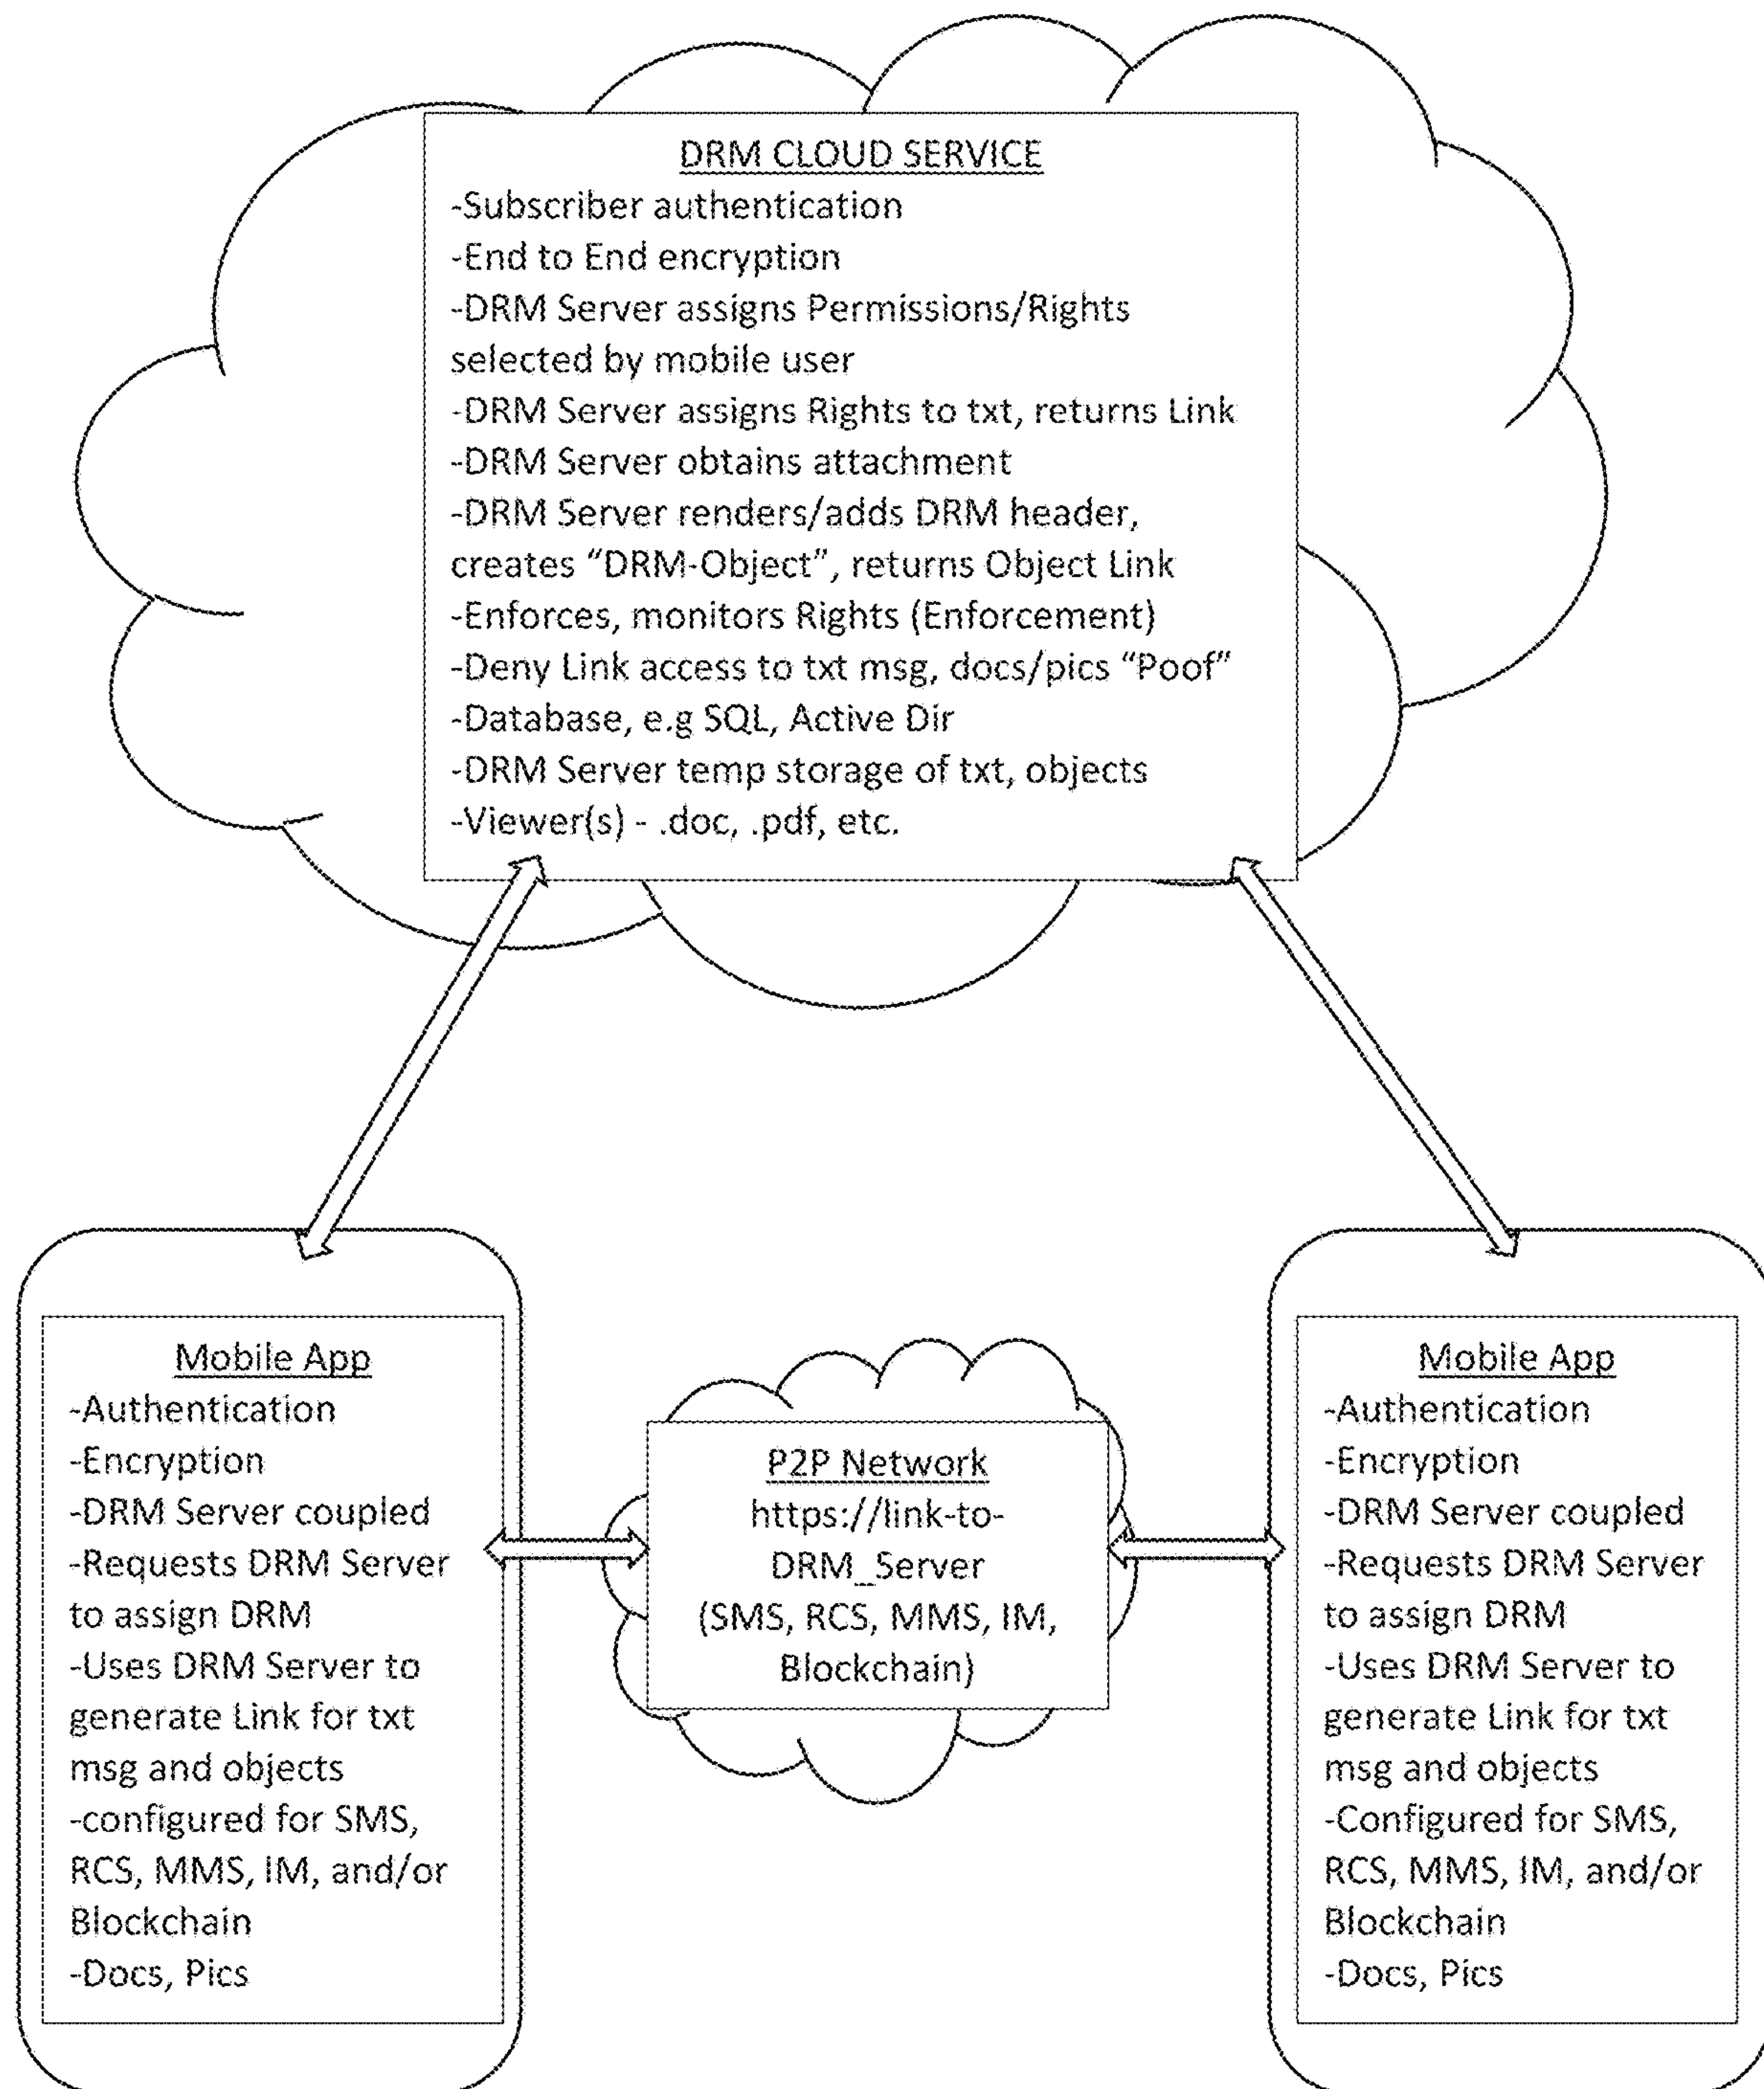 DRM CLOUD SERVICE
-Subscriber authentication
-End to End encryption
-DRM Server assigns Permissions/Rights
selected by mobile user
-DRM Server assigns Rights to txt, returns Link
-DRM Server obtains attachment
-DRM Server renders/adds DRM header,
creates “DRM-Object”, returns Object Link
-Enforces, monitors Rights (Enforcement)
-Deny Link access to txt msg, docs/pics “Poof”
-Database, e.g SQL, Active Dir
-DRM Server temp storage of txt, objects
-Viewer(s) - .doc, .pdf, etc.
Mobile App
-Authentication
-Encryption
-DRM Server coupled
-Requests DRM Server
to assign DRM
-Uses DRM Server to
generate Link for txt
msg and objects
-configured for SMS,
RCS, MMS, IM, and/or
Blockchain
-Docs, Pics
P2P Network
https://link-to-
DRM_Server
(SMS, RCS, MMS, IM,
Blockchain)
Mobile App
-Authentication
-Encryption
-DRM Server coupled
-Requests DRM Server
to assign DRM
-Uses DRM Server to
generate Link for txt
msg and objects
-Configured for SMS,
RCS, MMS, IM, and/or
Blockchain
-Docs, Pics